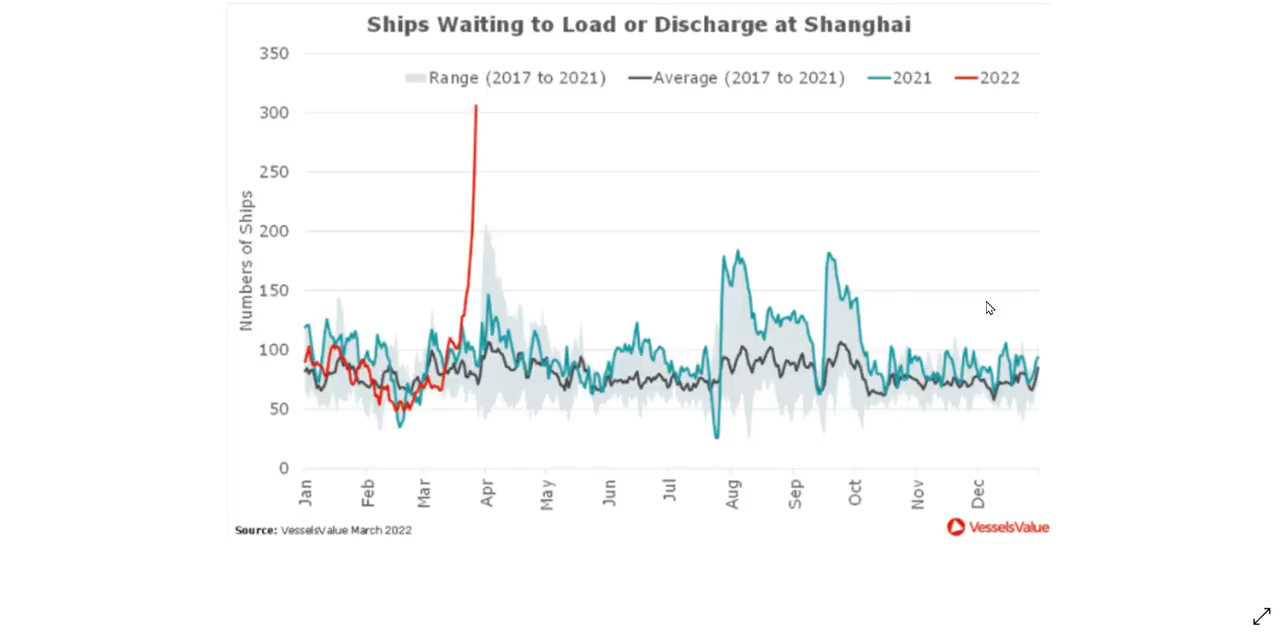 Ships Waiting to Load or Discharge at Shanghai
350
Range (2017 to 2021) Average (2017 to 2021) 2021 2022
300
250
200
150
100
50
0
Numbers of Ships
Jan Feb Mar Apr May Jun Jul Aug Sep Oct Nov Dec
Source: VesselsValue March 2022
VesselsValue